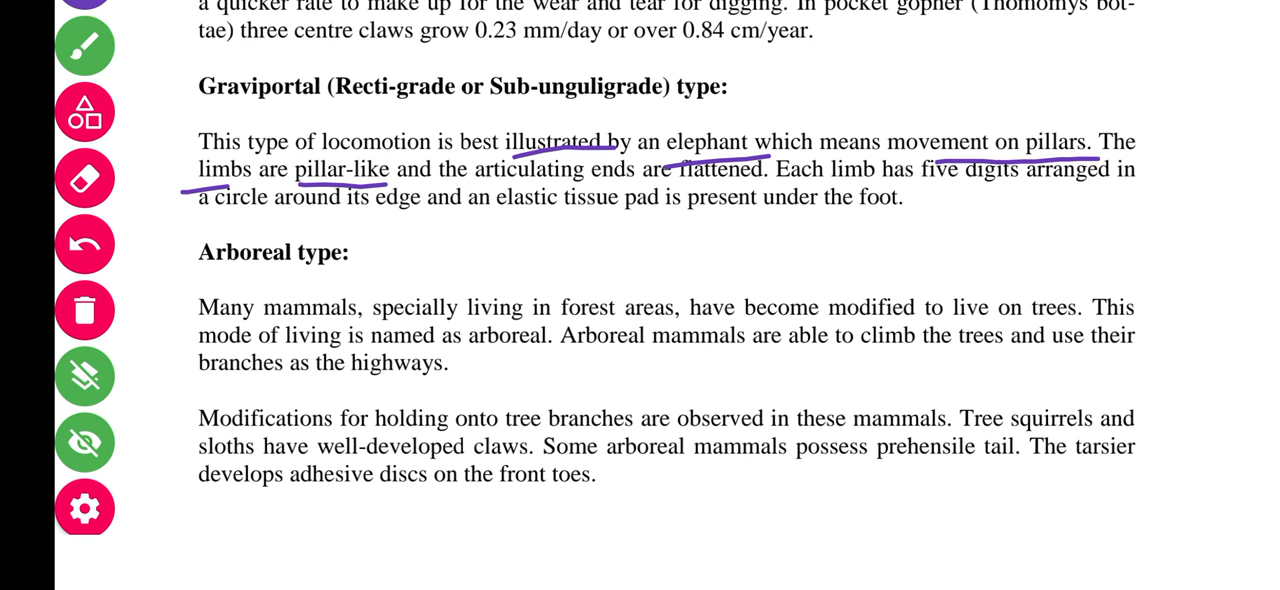 a quicker rate to make up for the wear and tear for digging. In pocket gopher (Thomomys bot-
tae) three centre claws grow 0.23 mm/day or over 0.84 cm/year.
Graviportal (Recti-grade or Sub-unguligrade) type:
This type of locomotion is best illustrated by an elephant which means movement on pillars. The
limbs are pillar-like and the articulating ends are flattened. Each limb has five digits arranged in
a circle around its edge and an elastic tissue pad is present under the foot.
Arboreal type:
Many mammals, specially living in forest areas, have become modified to live on trees. This
mode of living is named as arboreal. Arboreal mammals are able to climb the trees and use their
branches as the highways.
Modifications for holding onto tree branches are observed in these mammals. Tree squirrels and
sloths have well-developed claws. Some arboreal mammals possess prehensile tail. The tarsier
develops adhesive discs on the front toes.